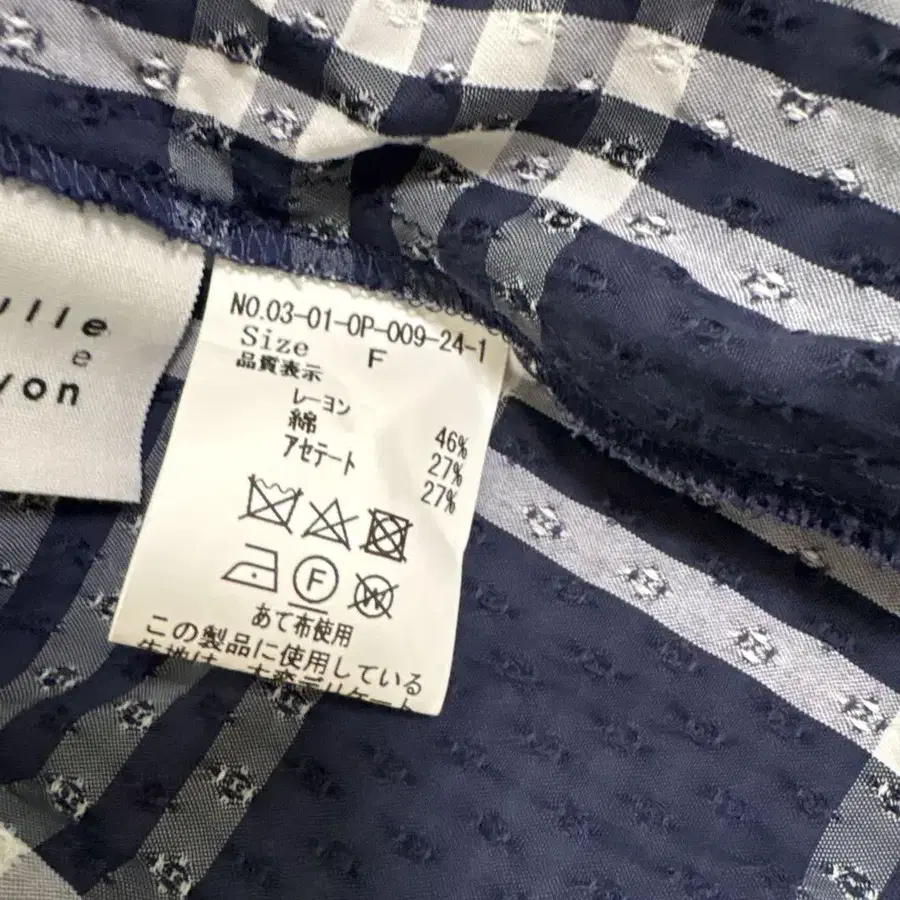 ulle
e
yon
NO.03-01-OP-009-24-1
Size F
品質表示
レーヨン 46%
綿 27%
アセテート 27%
F
W
あて布使用
この製品に使用している